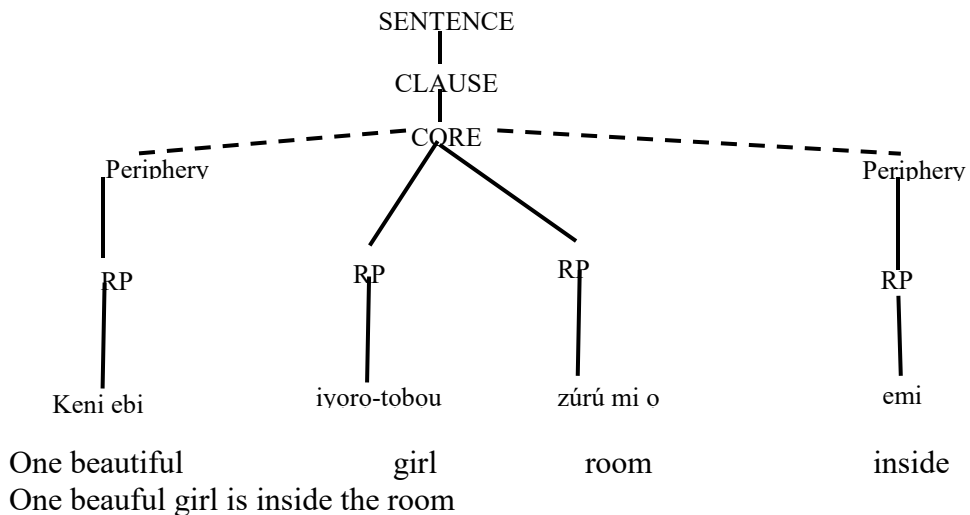 SENTENCE
CLAUSE
CORE
Periphery Periphery
RP RP RP RP
Keni ebi iyoro-tobou zúrú mi o emi
One beautiful girl room inside
One beauful girl is inside the room